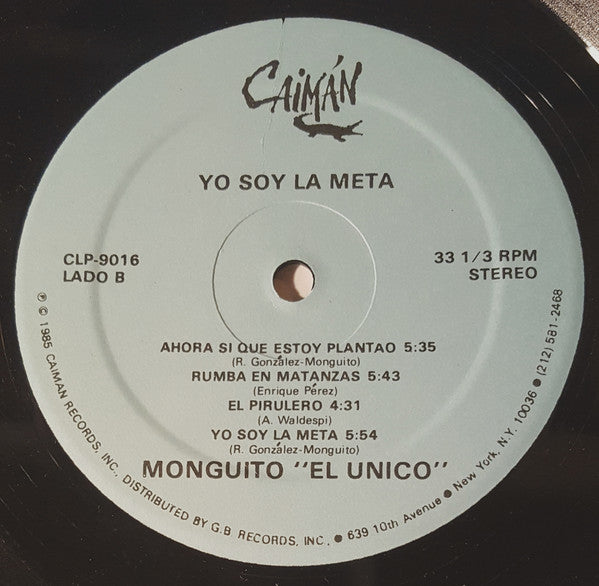 CAIMÁN
YO SOY LA META
CLP-9016
LADO B
33 1/3 RPM
STEREO
AHORA SI QUE ESTOY PLANTAO 5:35
(R. González-Monguito)
RUMBA EN MATANZAS 5:43
(Enrique Pérez)
EL PIRULERO 4:31
(A. Waldespi)
YO SOY LA META 5:54
(R. González-Monguito)
MONGUITO "EL UNICO"
℗ © 1985 CAIMAN RECORDS, INC., DISTRIBUTED BY G.B RECORDS, INC., ● 639 10th Avenue ● New York, N.Y. 10036 ● (212) 581-2468